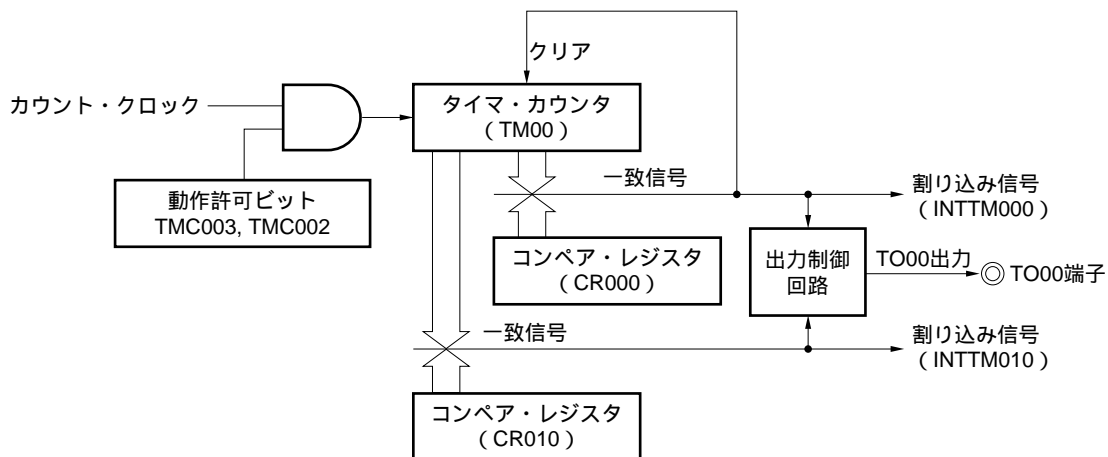 クリア
カウント・クロック
タイマ・カウンタ
（TM00）
動作許可ビット
TMC003, TMC002
一致信号
割り込み信号
（INTTM000）
コンペア・レジスタ
（CR000）
出力制御
回路
TO00出力
TO00端子
一致信号
割り込み信号
（INTTM010）
コンペア・レジスタ
（CR010）